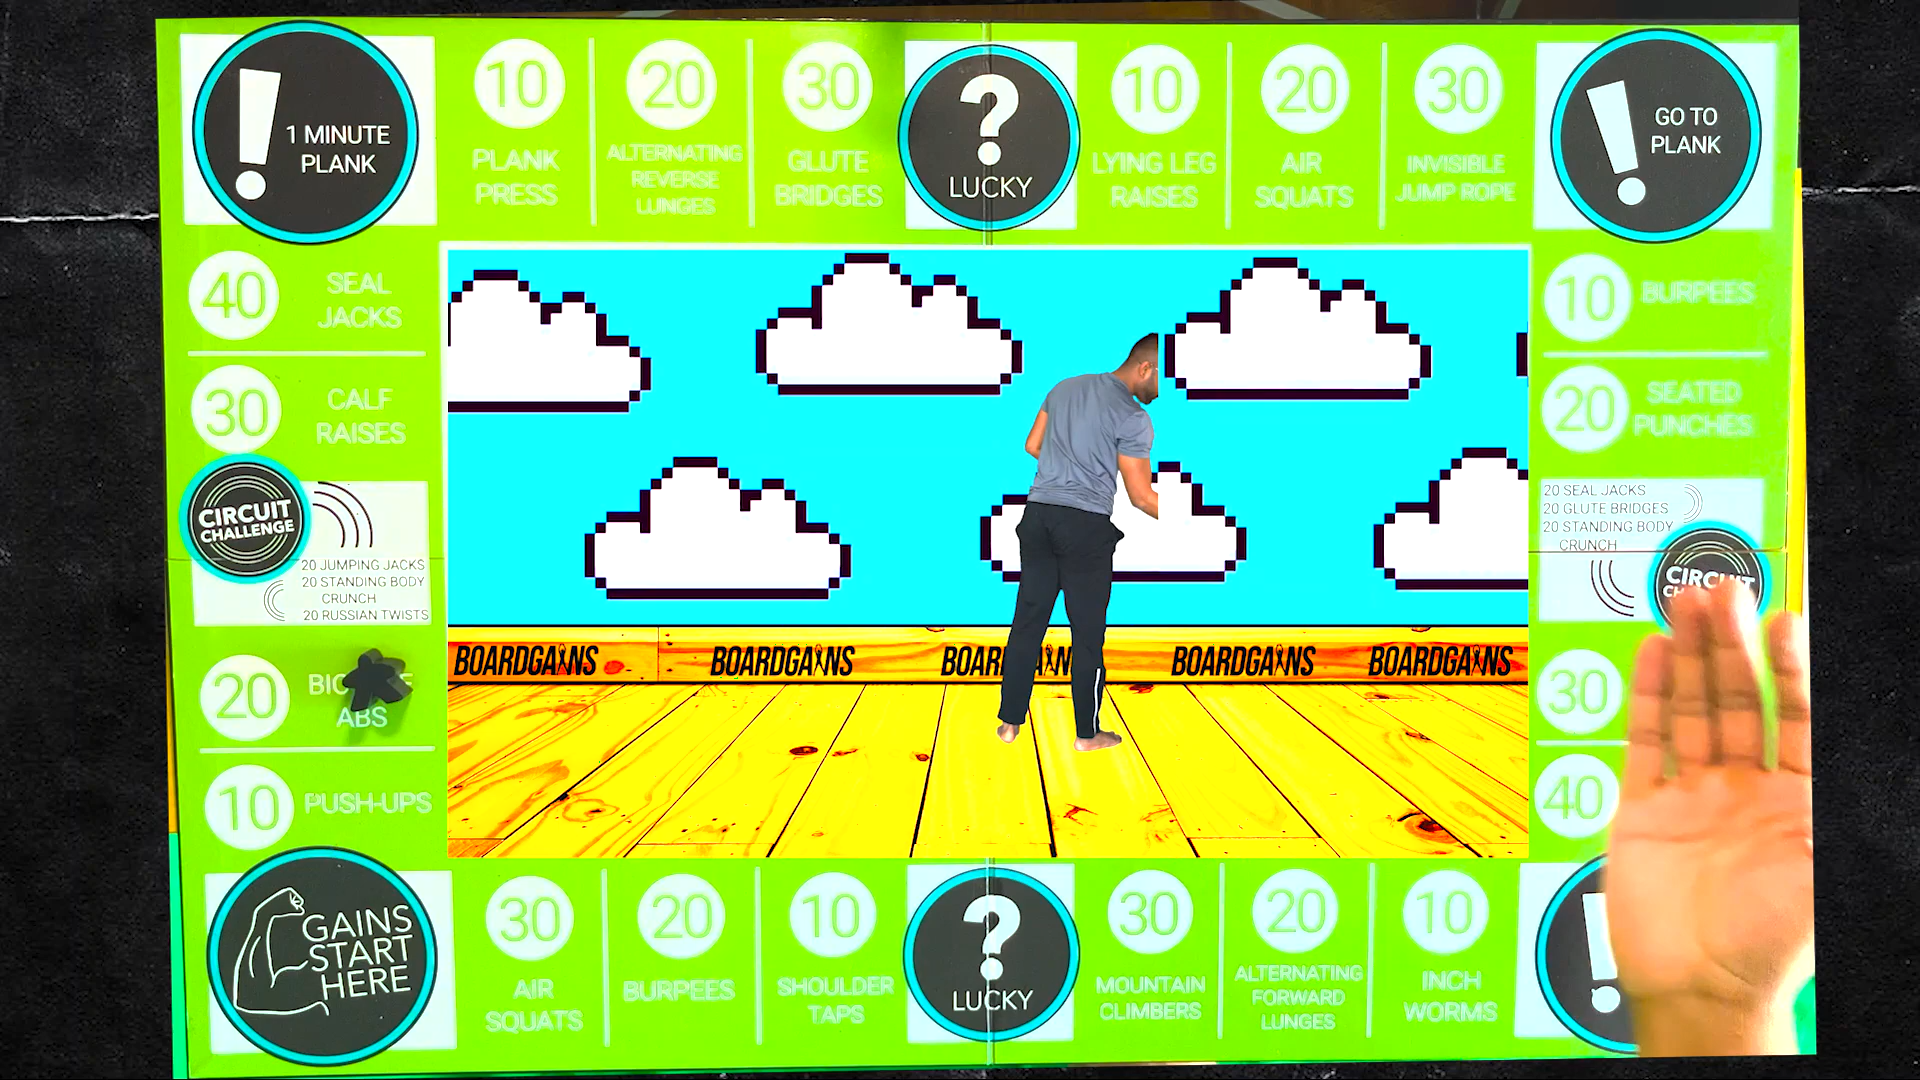 1 MINUTE
PLANK
10
PLANK
PRESS
20
ALTERNATING
REVERSE
LUNGES
30
GLUTE
BRIDGES
?
LUCKY
10
LYING LEG
RAISES
20
AIR
SQUATS
30
INVISIBLE
JUMP ROPE
!
GO TO
PLANK
40
SEAL
JACKS
30
CALF
RAISES
CIRCUIT
CHALLENGE
20 JUMPING JACKS
20 STANDING BODY
CRUNCH
20 RUSSIAN TWISTS
20
ABS
10
PUSH-UPS
10
BURPEES
20
SEATED
PUNCHES
20 SEAL JACKS
20 GLUTE BRIDGES
20 STANDING BODY
CRUNCH
CIRCUIT
30
40
BOARDGAINS
BOARDGAINS
BOARDGAINS
BOARDGAINS
GAINS
START
HERE
30
AIR
SQUATS
20
BURPEES
10
SHOULDER
TAPS
?
LUCKY
30
MOUNTAIN
CLIMBERS
20
ALTERNATING
FORWARD
LUNGES
10
INCH
WORMS
!